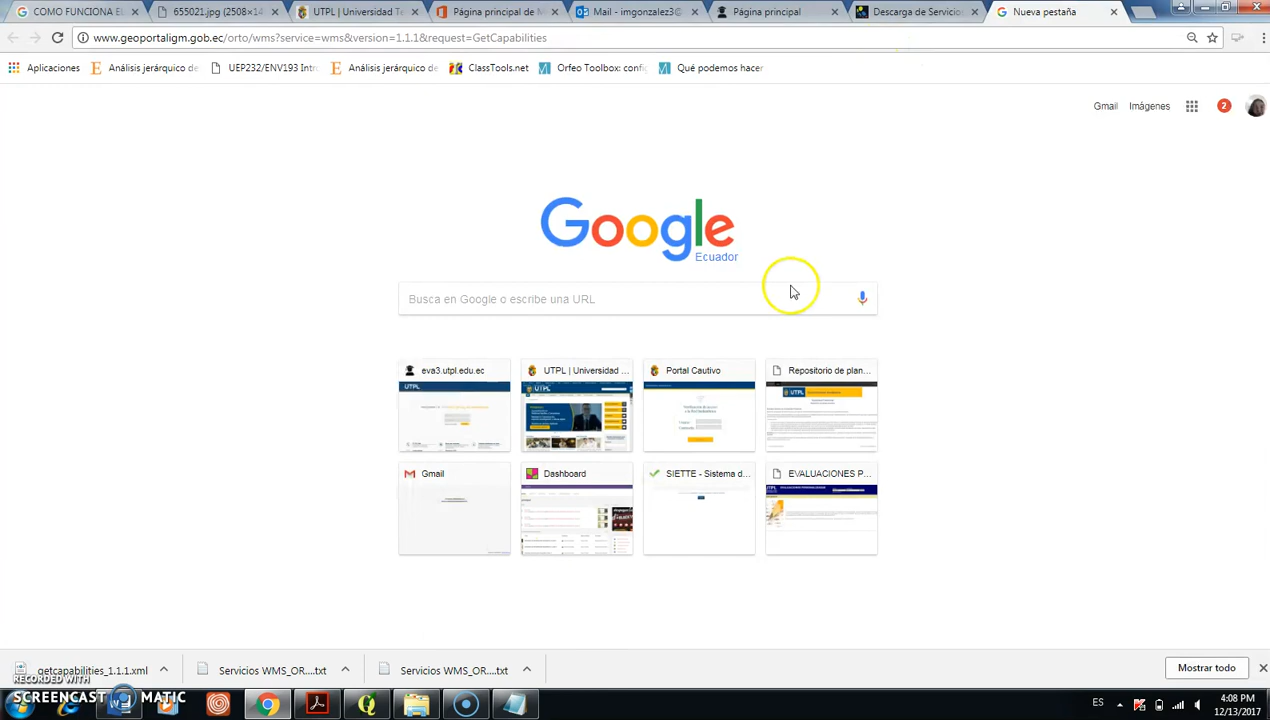 COMO FUNCIONA EL
655021.jpg (2508×14
UTPL | Universidad Te
Página principal de M
Mail - imgonzalez3@
Página principal
Descarga de Servicio
Nueva pestaña
www.geoportaligm.gob.ec/orto/wms?service=wms&version=1.1.1&request=GetCapabilities
Aplicaciones
Análisis jerárquico de
UEP232/ENV193 Intr
Análisis jerárquico de
ClassTools.net
Orfeo Toolbox: confi
Qué podemos hacer
Gmail
Imágenes
2
Google
Ecuador
Busca en Google o escribe una URL
eva3.utpl.edu.ec
UTPL | Universidad ...
Portal Cautivo
Repositorio de plan...
UTPL
UTPL
UTPL
Gmail
Dashboard
SIETTE - Sistema d...
EVALUACIONES P...
getcapabilities_1.1.1.xml
Servicios WMS_OR....txt
Servicios WMS_OR....txt
Mostrar todo
RECORDED WITH
SCREENCAST MATIC
ES
4:08 PM
12/13/2017